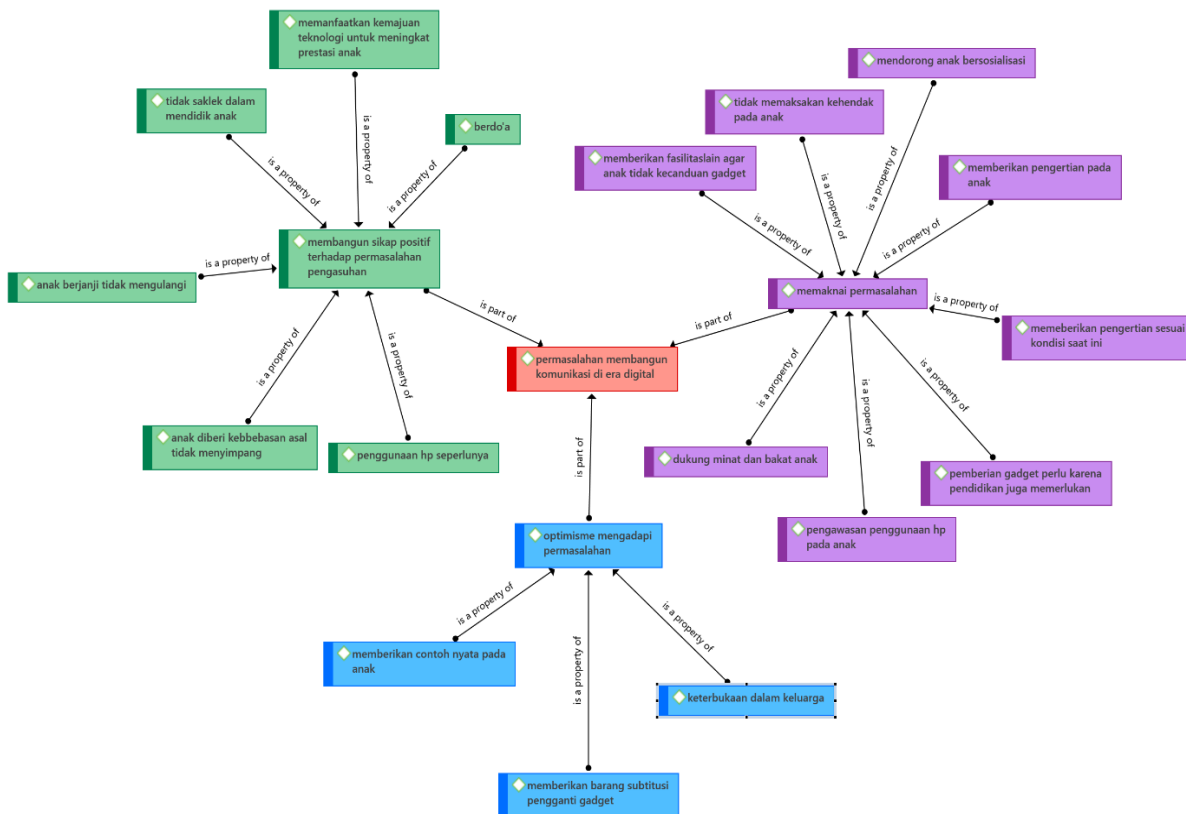 memanfaatkan kemajuan
teknologi untuk meningkat
prestasi anak
mendorong anak bersosialisasi
tidak saklek dalam
mendidik anak
tidak memaksakan kehendak
pada anak
berdo'a
memberikan fasilitaslain agar
anak tidak kecanduan gadget
memberikan pengertian pada
anak
is a property of
is a property of
is a property of
is a property of
is a property of
is a property of
is a property of
membangun sikap positif
terhadap permasalahan
pengasuhan
is a property of
anak berjanji tidak mengulangi
memaknai permasalahan
is a property of
memeberikan pengertian sesuai
kondisi saat ini
is part of
is part of
permasalahan membangun
komunikasi di era digital
is a property of
is a property of
is a property of
is a property of
is a property of
anak diberi kebbebasan asal
tidak menyimpang
penggunaan hp seperlunya
dukung minat dan bakat anak
pemberian gadget perlu karena
pendidikan juga memerlukan
is part of
pengawasan penggunaan hp
pada anak
optimisme mengadapi
permasalahan
is a property of
is a property of
is a property of
memberikan contoh nyata pada
anak
keterbukaan dalam keluarga
memberikan barang subtitusi
pengganti gadget